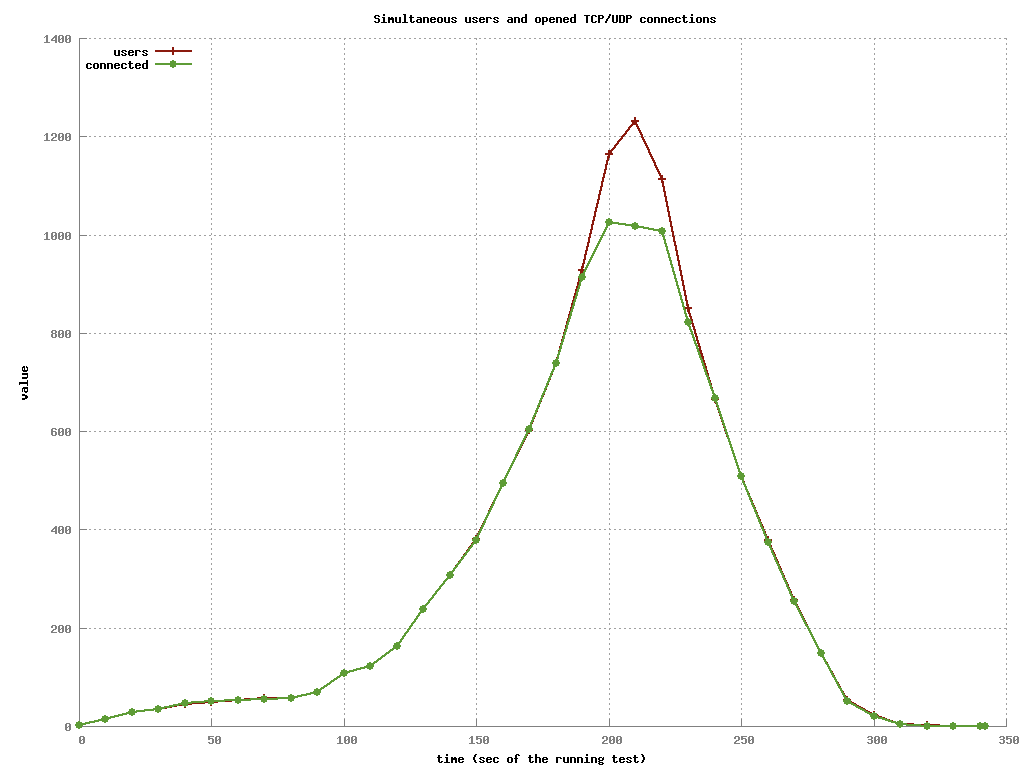 Simultaneous users and opened TCP/UDP connections
1400
users
connected
1200
1000
800
value
600
400
200
0
0 50 100 150 200 250 300 350
time (sec of the running test)